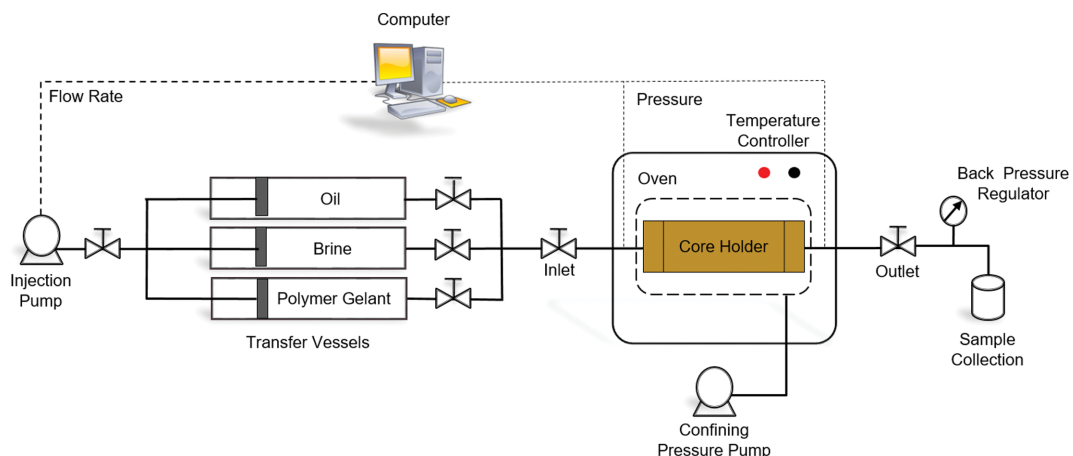 Computer
Flow Rate
Pressure
Temperature
Controller
Oven
Back Pressure
Regulator
Oil
Brine
Core Holder
Polymer Gelant
Injection
Pump
Inlet
Outlet
Transfer Vessels
Sample
Collection
Confining
Pressure Pump